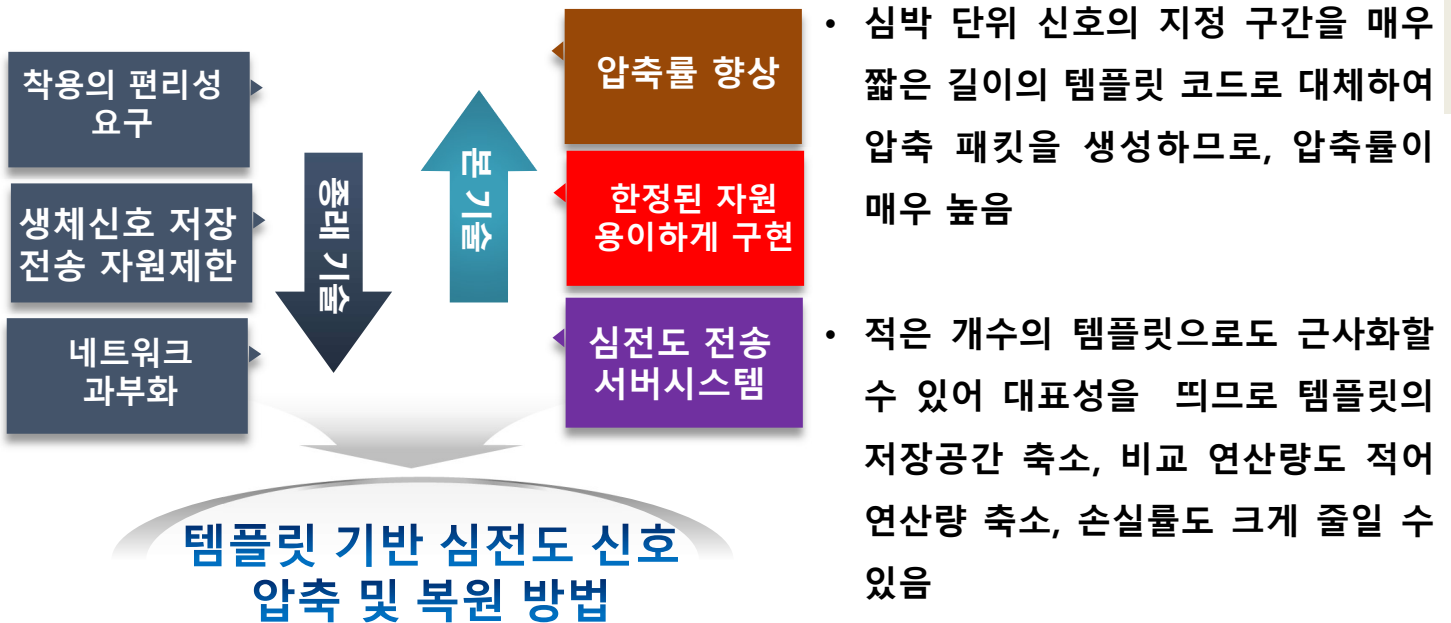 착용의 편리성
요구
생체신호 저장
전송 자원제한
네트워크
과부화
종래 기술
본 기술
압축률 향상
한정된 자원
용이하게 구현
심전도 전송
서버시스템
템플릿 기반 심전도 신호
압축 및 복원 방법
• 심박 단위 신호의 지정 구간을 매우
짧은 길이의 템플릿 코드로 대체하여
압축 패킷을 생성하므로, 압축률이
매우 높음
• 적은 개수의 템플릿으로도 근사화할
수 있어 대표성을 띄므로 템플릿의
저장공간 축소, 비교 연산량도 적어
연산량 축소, 손실률도 크게 줄일 수
있음